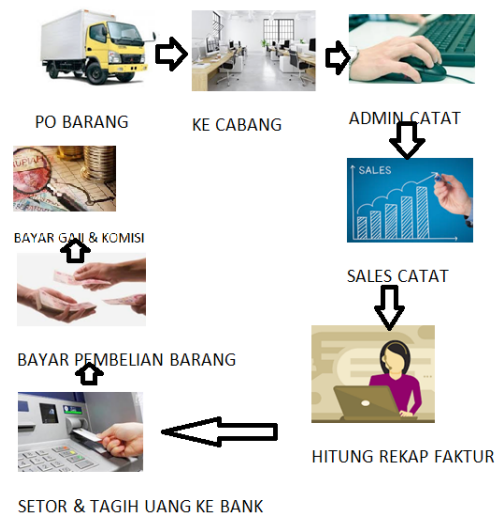 PO BARANG
KE CABANG
ADMIN CATAT
SALES
SALES CATAT
HITUNG REKAP FAKTUR
SETOR & TAGIH UANG KE BANK
BAYAR PEMBELIAN BARANG
BAYAR GAJI & KOMISI